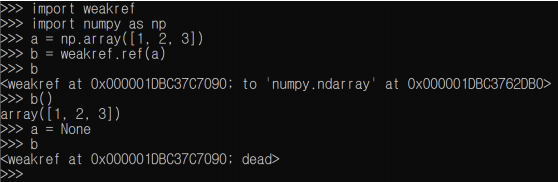 >>> import weakref
>>> import numpy as np
>>> a = np.array([1, 2, 3])
>>> b = weakref.ref(a)
>>> b
<weakref at 0x000001DBC37C7090; to 'numpy.ndarray' at 0x000001DBC3762DB0>
>>> b()
array([1, 2, 3])
>>> a = None
>>> b
<weakref at 0x000001DBC37C7090; dead>
>>>